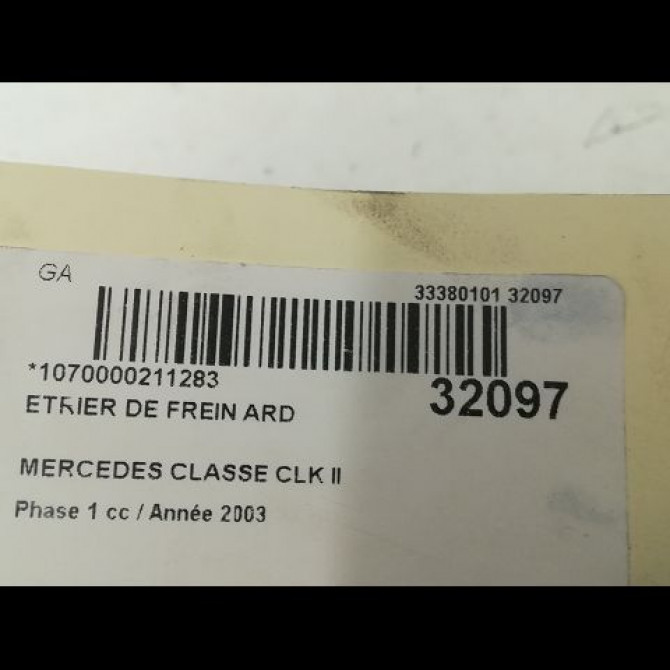 GA
33380101 32097
*1070000211283
32097
ETRIER DE FREIN ARD
MERCEDES CLASSE CLK II
Phase 1 cc / Année 2003